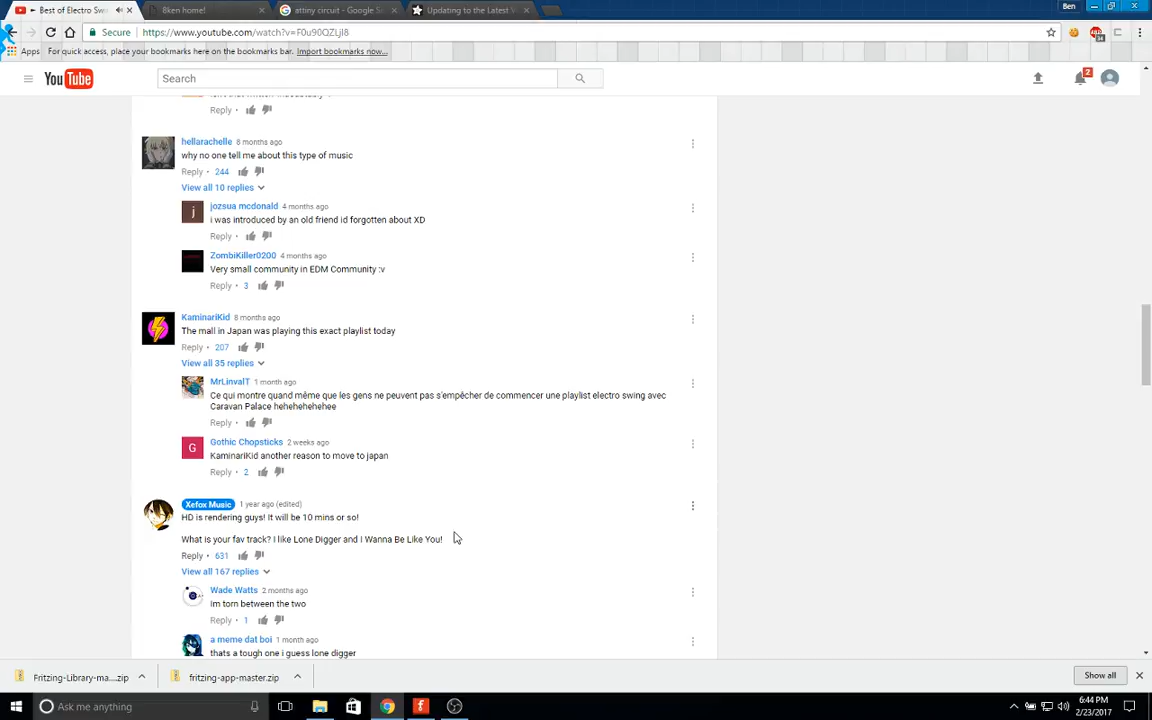 Best of Electro Sw
8ken home!
attiny circuit - Google S
Updating to the Latest
Ben
Secure
https://www.youtube.com/watch?v=F0u90QZLjI8
Apps
For quick access, place your bookmarks here on the bookmarks bar. Import bookmarks now...
YouTube
Search
2
Reply
hellarachelle 8 months ago
why no one tell me about this type of music
Reply 244
View all 10 replies
jozsua mcdonald 4 months ago
i was introduced by an old friend id forgotten about XD
Reply
ZombiKiller0200 4 months ago
Very small community in EDM Community :v
Reply 3
KaminariKid 8 months ago
The mall in Japan was playing this exact playlist today
Reply 207
View all 35 replies
MrLinvalT 1 month ago
Ce qui montre quand même que les gens ne peuvent pas s'empêcher de commencer une playlist electro swing avec
Caravan Palace hehehehehehee
Reply
G
Gothic Chopsticks 2 weeks ago
KaminariKid another reason to move to japan
Reply 2
Xefox Music 1 year ago (edited)
HD is rendering guys! It will be 10 mins or so!
What is your fav track? I like Lone Digger and I Wanna Be Like You!
Reply 631
View all 167 replies
Wade Watts 2 months ago
Im torn between the two
Reply 1
a meme dat boi 1 month ago
thats a tough one i guess lone digger
Fritzing-Library-ma....zip
fritzing-app-master.zip
Show all
Ask me anything
6:44 PM
2/23/2017